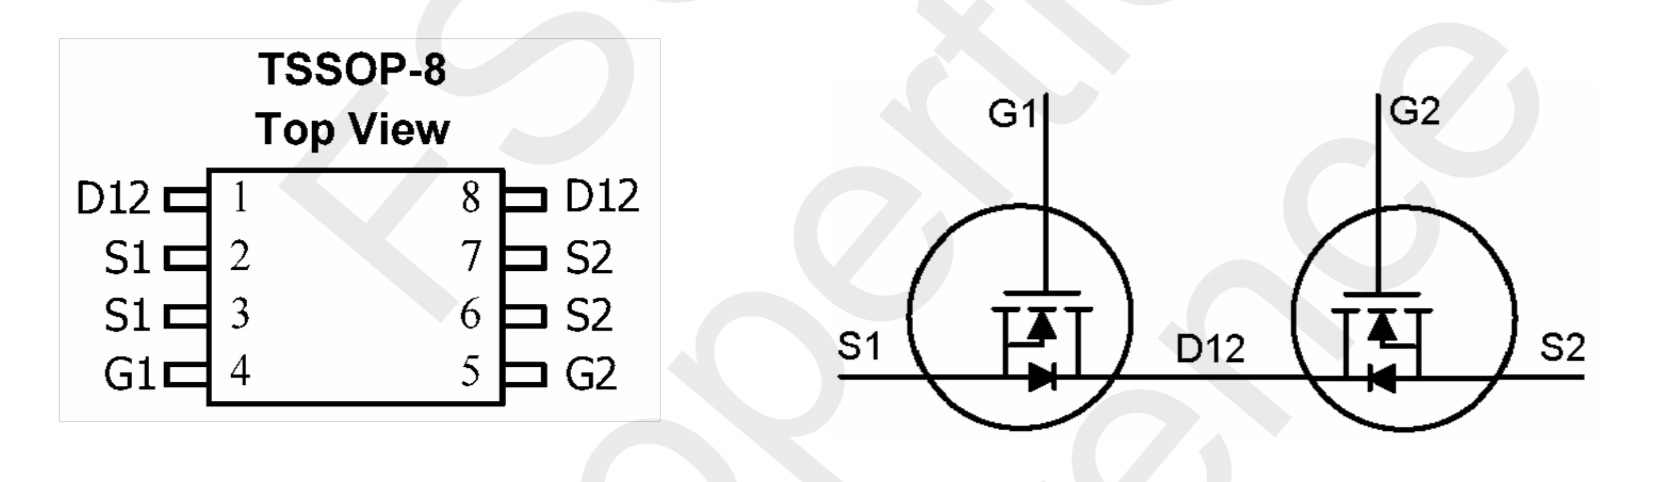 TSSOP-8
Top View
D12 1 8 D12
S1 2 7 S2
S1 3 6 S2
G1 4 5 G2
G1 G2
S1 D12 S2